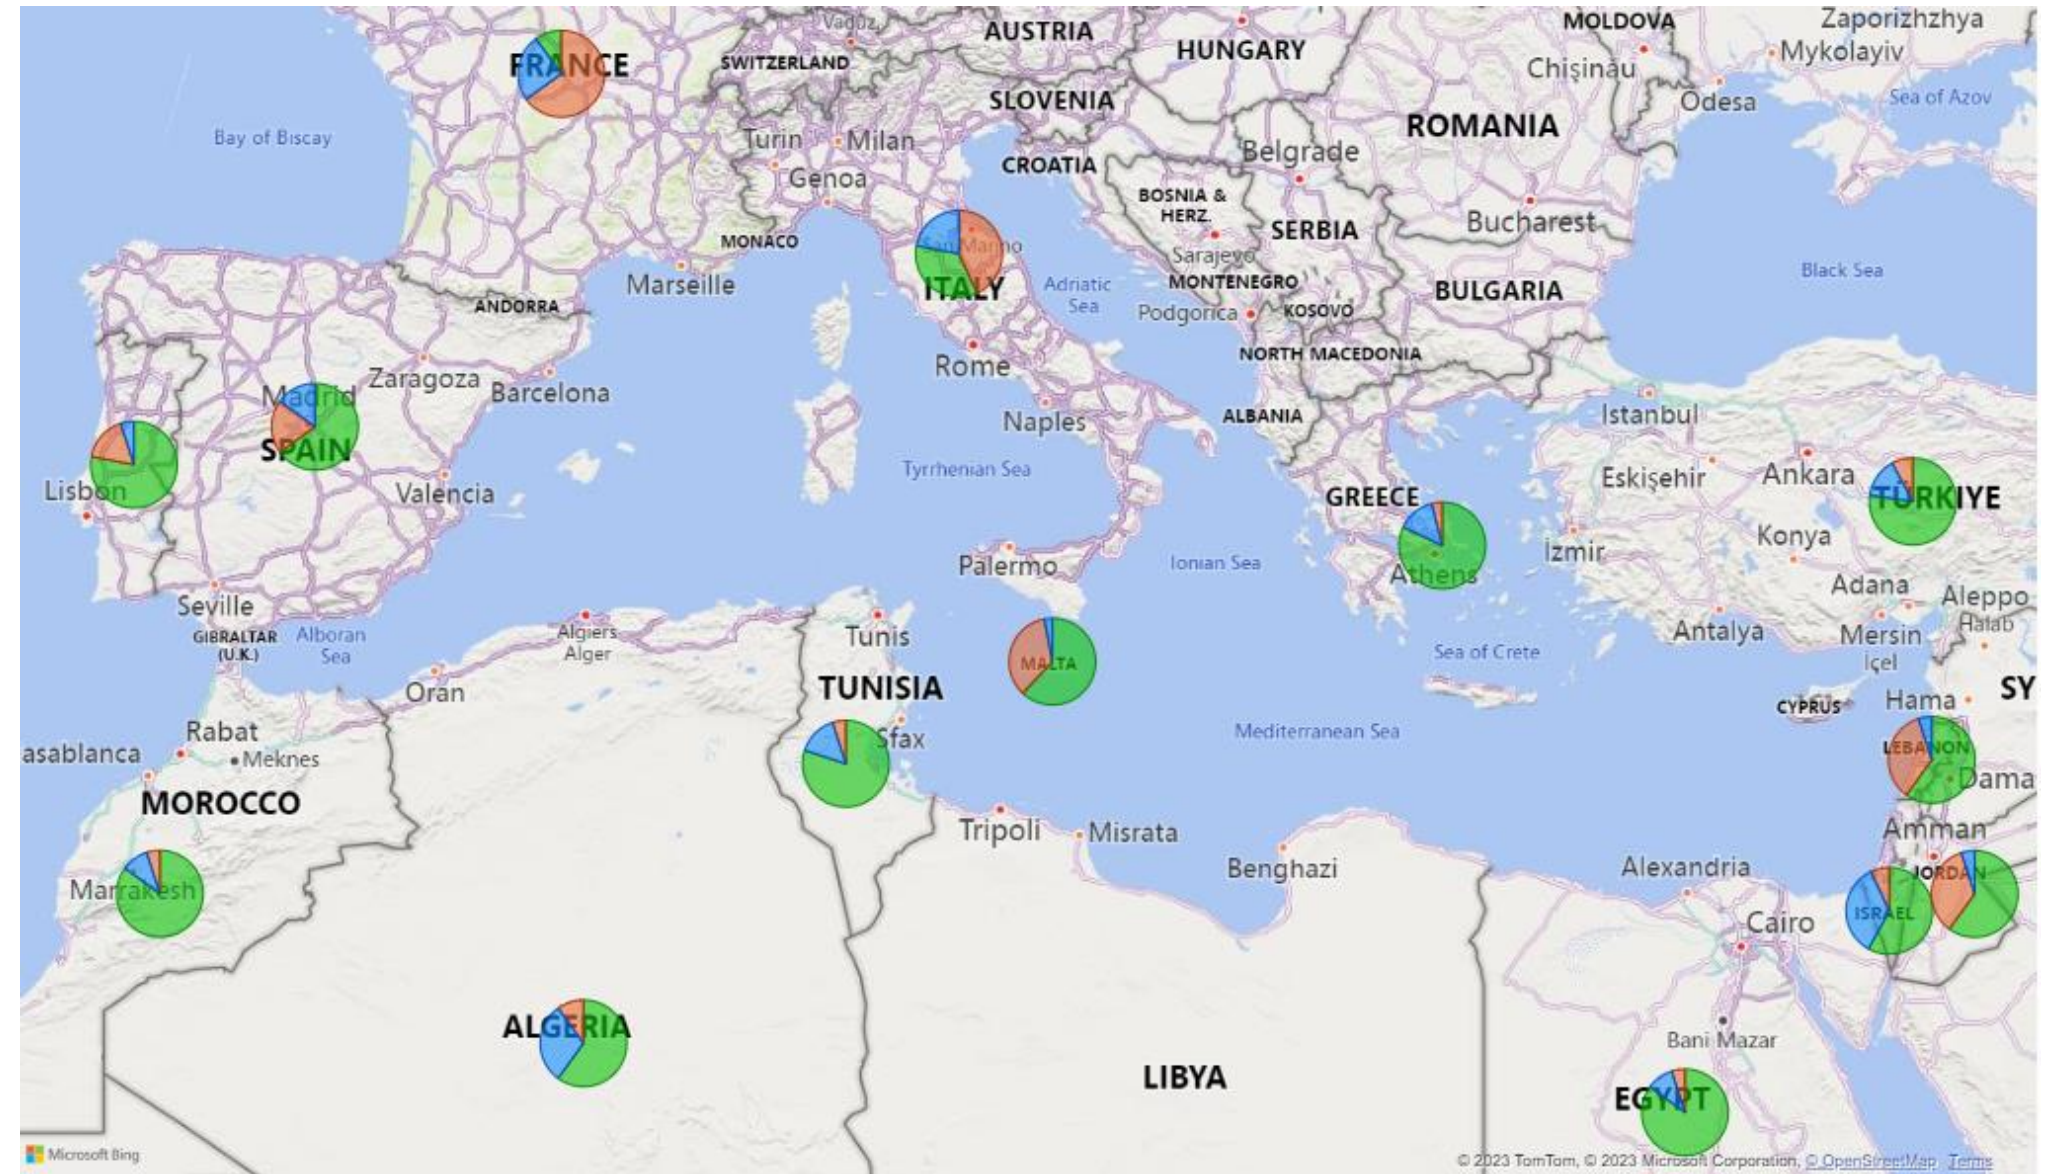 Vaduz
AUSTRIA
MOLDOVA
Zaporizhzhya
FRANCE
SWITZERLAND
HUNGARY
Chișinău
Mykolayiv
SLOVENIA
Odesa
Sea of Azov
Bay of Biscay
Turin
Milan
ROMANIA
CROATIA
Belgrade
Genoa
BOSNIA &
HERZ.
Bucharest
MONACO
San Marino
SERBIA
Sarajevo
Black Sea
Marseille
ITALY
Adriatic
Sea
MONTENEGRO
BULGARIA
ANDORRA
Podgorica
KOSOVO
NORTH MACEDONIA
Rome
Madrid
Zaragoza
Barcelona
Naples
ALBANIA
Istanbul
SPAIN
Tyrrhenian Sea
Eskişehir
Ankara
Lisbon
Valencia
GREECE
TÜRKIYE
Palermo
Ionian Sea
Athens
İzmir
Konya
Seville
Adana
Aleppo
Halab
GIBRALTAR
(U.K.)
Alboran
Sea
Algiers
Alger
Tunis
MALTA
Sea of Crete
Antalya
Mersin
içel
Oran
TUNISIA
CYPRUS
Hama
SY
Rabat
Sfax
Mediterranean Sea
LEBANON
asablanca
Meknes
Dama
MOROCCO
Tripoli
Misrata
Amman
Benghazi
Alexandria
JORDAN
Marrakesh
ISRAEL
Cairo
ALGERIA
Bani Mazar
LIBYA
EGYPT
Microsoft Bing
© 2023 TomTom, © 2023 Microsoft Corporation, © OpenStreetMap Terms